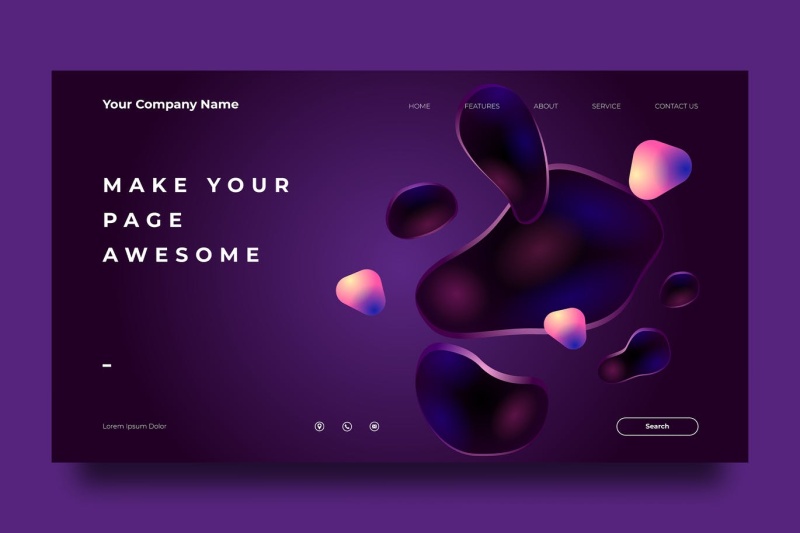 Your Company Name
HOME FEATURES ABOUT SERVICE CONTACT US
MAKE YOUR
PAGE
AWESOME
Lorem Ipsum Dolor
Search